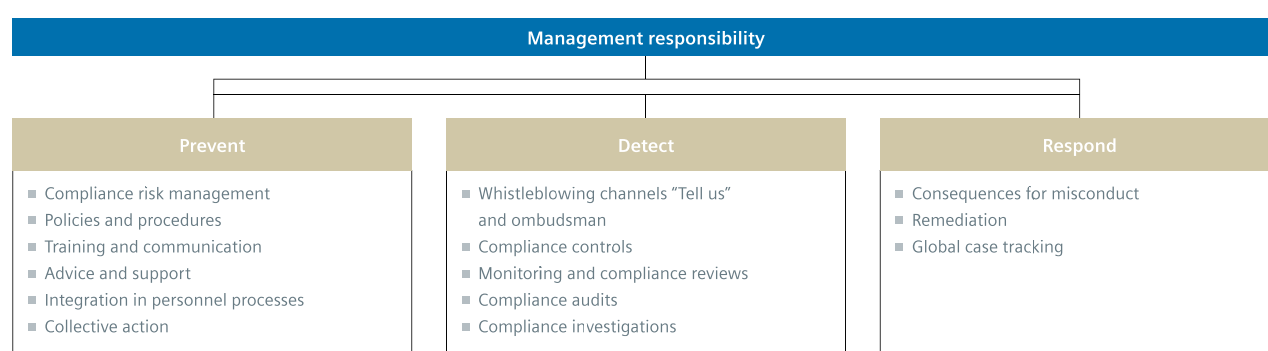 Management responsibility
Prevent
Compliance risk management
Policies and procedures
Training and communication
Advice and support
Integration in personnel processes
Collective action
Detect
Whistleblowing channels “Tell us”
and ombudsman
Compliance controls
Monitoring and compliance reviews
Compliance audits
Compliance investigations
Respond
Consequences for misconduct
Remediation
Global case tracking